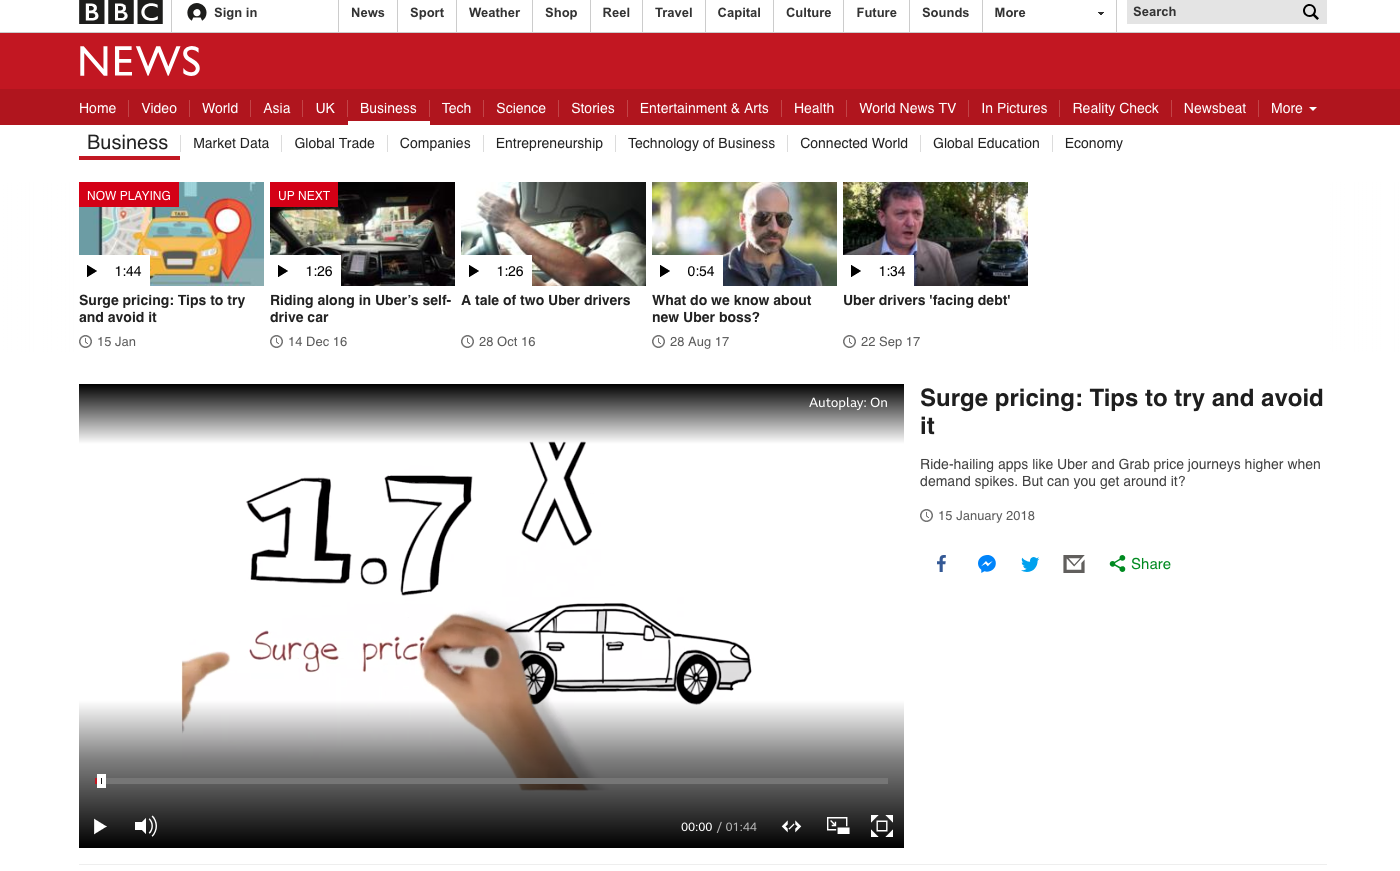 BBC
Sign in
News
Sport
Weather
Shop
Reel
Travel
Capital
Culture
Future
Sounds
More
Search
NEWS
Home
Video
World
Asia
UK
Business
Tech
Science
Stories
Entertainment & Arts
Health
World News TV
In Pictures
Reality Check
Newsbeat
More
Business
Market Data
Global Trade
Companies
Entrepreneurship
Technology of Business
Connected World
Global Education
Economy
NOW PLAYING
1:44
Surge pricing: Tips to try
and avoid it
15 Jan
UP NEXT
1:26
Riding along in Uber’s self-
drive car
14 Dec 16
1:26
A tale of two Uber drivers
28 Oct 16
0:54
What do we know about
new Uber boss?
28 Aug 17
1:34
Uber drivers 'facing debt'
22 Sep 17
Autoplay: On
1.7 X
Surge prici
00:00 / 01:44
Surge pricing: Tips to try and avoid
it
Ride-hailing apps like Uber and Grab price journeys higher when
demand spikes. But can you get around it?
15 January 2018
Share